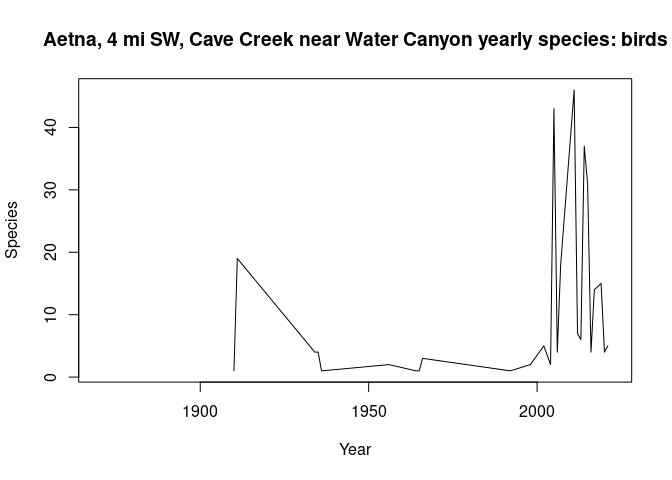 Aetna, 4 mi SW, Cave Creek near Water Canyon yearly species: birds
Species
40
30
20
10
0
1900 1950 2000
Year